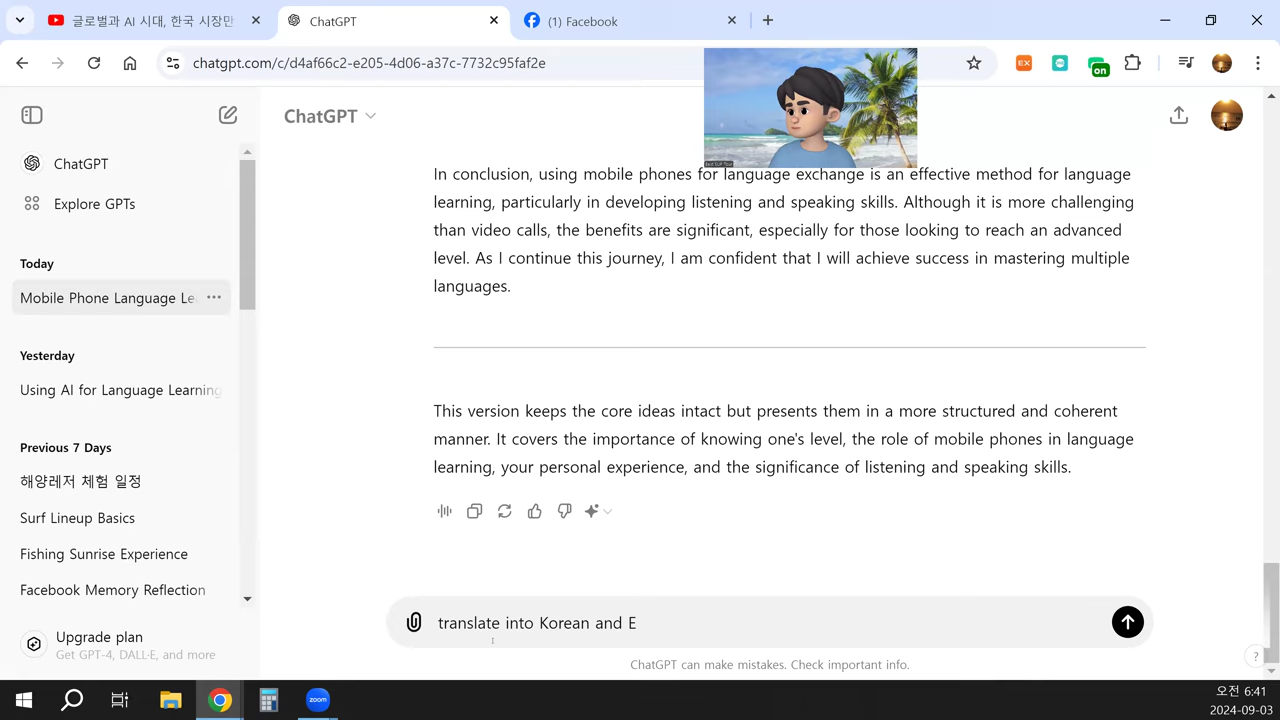 글로벌과 AI 시대, 한국 시장만
ChatGPT
(1) Facebook
chatgpt.com/c/d4af66c2-e205-4d06-a37c-7732c95faf2e
EX
on
ChatGPT
ChatGPT
Explore GPTs
Today
Mobile Phone Language Le
Yesterday
Using AI for Language Learning
Previous 7 Days
해양레저 체험 일정
Surf Lineup Basics
Fishing Sunrise Experience
Facebook Memory Reflection
Upgrade plan
Get GPT-4, DALL·E, and more
In conclusion, using mobile phones for language exchange is an effective method for language
learning, particularly in developing listening and speaking skills. Although it is more challenging
than video calls, the benefits are significant, especially for those looking to reach an advanced
level. As I continue this journey, I am confident that I will achieve success in mastering multiple
languages.
This version keeps the core ideas intact but presents them in a more structured and coherent
manner. It covers the importance of knowing one's level, the role of mobile phones in language
learning, your personal experience, and the significance of listening and speaking skills.
translate into Korean and E
ChatGPT can make mistakes. Check important info.
?
zoom
오전 6:41
2024-09-03